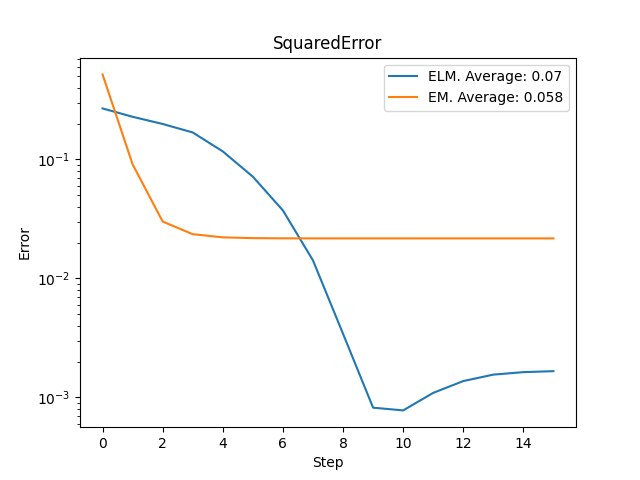 SquaredError
ELM. Average: 0.07
EM. Average: 0.058
Error
10⁻¹
10⁻²
10⁻³
0 2 4 6 8 10 12 14
Step